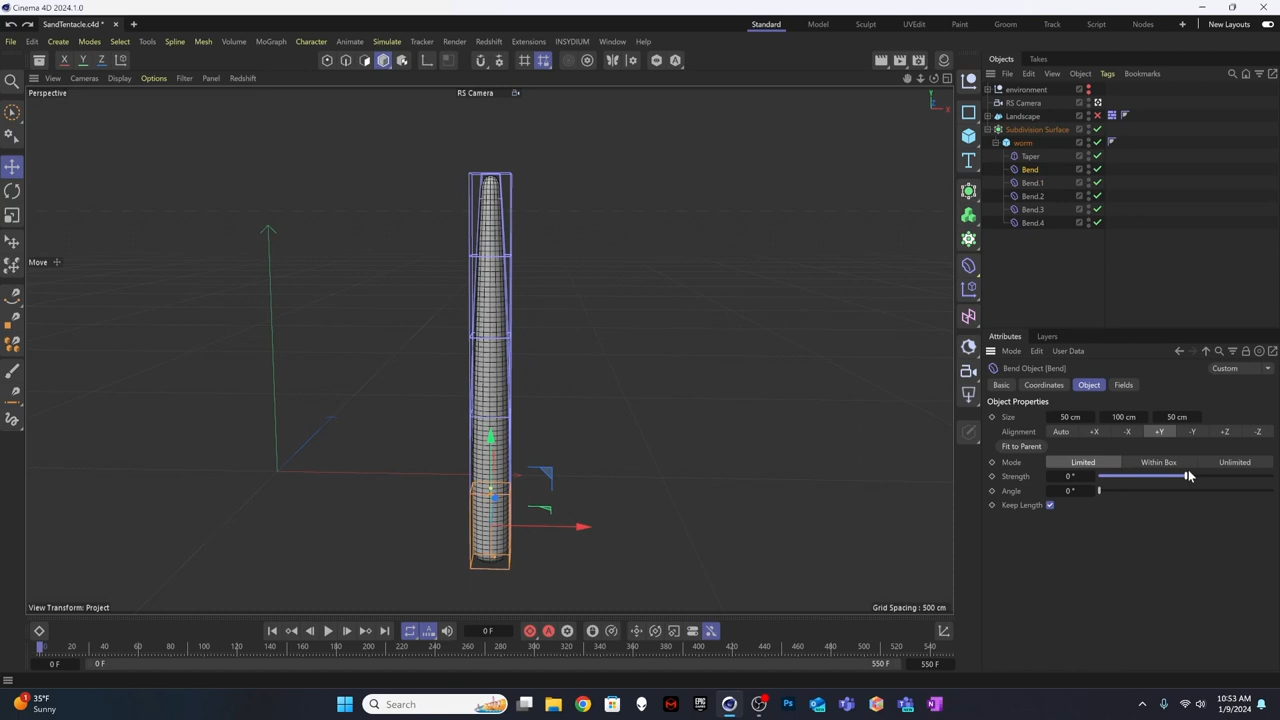 Cinema 4D 2024.1.0
SandTentacle.c4d *
Standard Model Sculpt UVEdit Paint Groom Track Script Nodes New Layouts
File Edit Create Modes Select Tools Spline Mesh Volume MoGraph Character Animate Simulate Tracker Render Redshift Extensions INSYDIUM Window Help
View Cameras Display Options Filter Panel Redshift
Perspective
RS Camera
Y
Z
X
Move
View Transform: Project
Grid Spacing : 500 cm
Objects Takes
File Edit View Object Tags Bookmarks
environment
RS Camera
Landscape
Subdivision Surface
worm
Taper
Bend
Bend.1
Bend.2
Bend.3
Bend.4
Attributes Layers
Mode Edit User Data
Bend Object [Bend]
Custom
Basic Coordinates Object Fields
Object Properties
Size 50 cm 100 cm 50 cm
Alignment Auto +X -X +Y +Z -Z
Fit to Parent
Mode Limited Within Box Unlimited
Strength 0 °
Angle 0 °
Keep Length
0 F
0 20 40 60 80 100 120 140 160 180 200 220 240 260 280 300 320 340 360 380 400 420 440 460 480 500 520 540
0 F 0 F 550 F 550 F
35°F
Sunny
Search
10:53 AM
1/9/2024